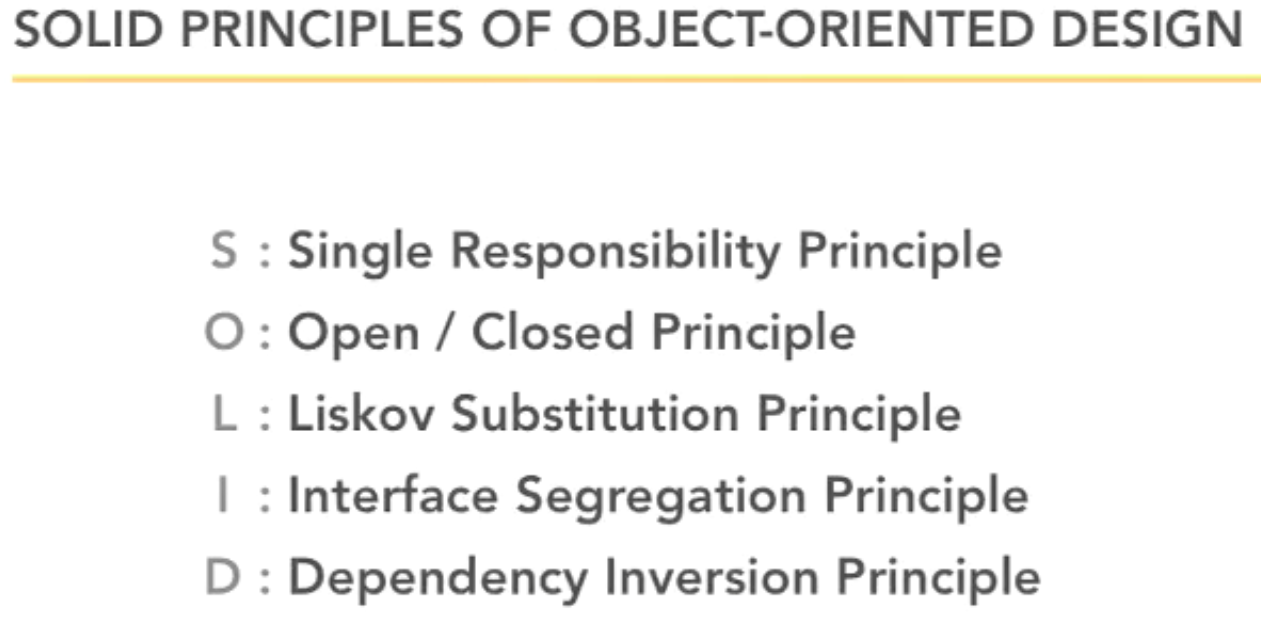 SOLID PRINCIPLES OF OBJECT-ORIENTED DESIGN
S : Single Responsibility Principle
O : Open / Closed Principle
L : Liskov Substitution Principle
I : Interface Segregation Principle
D : Dependency Inversion Principle